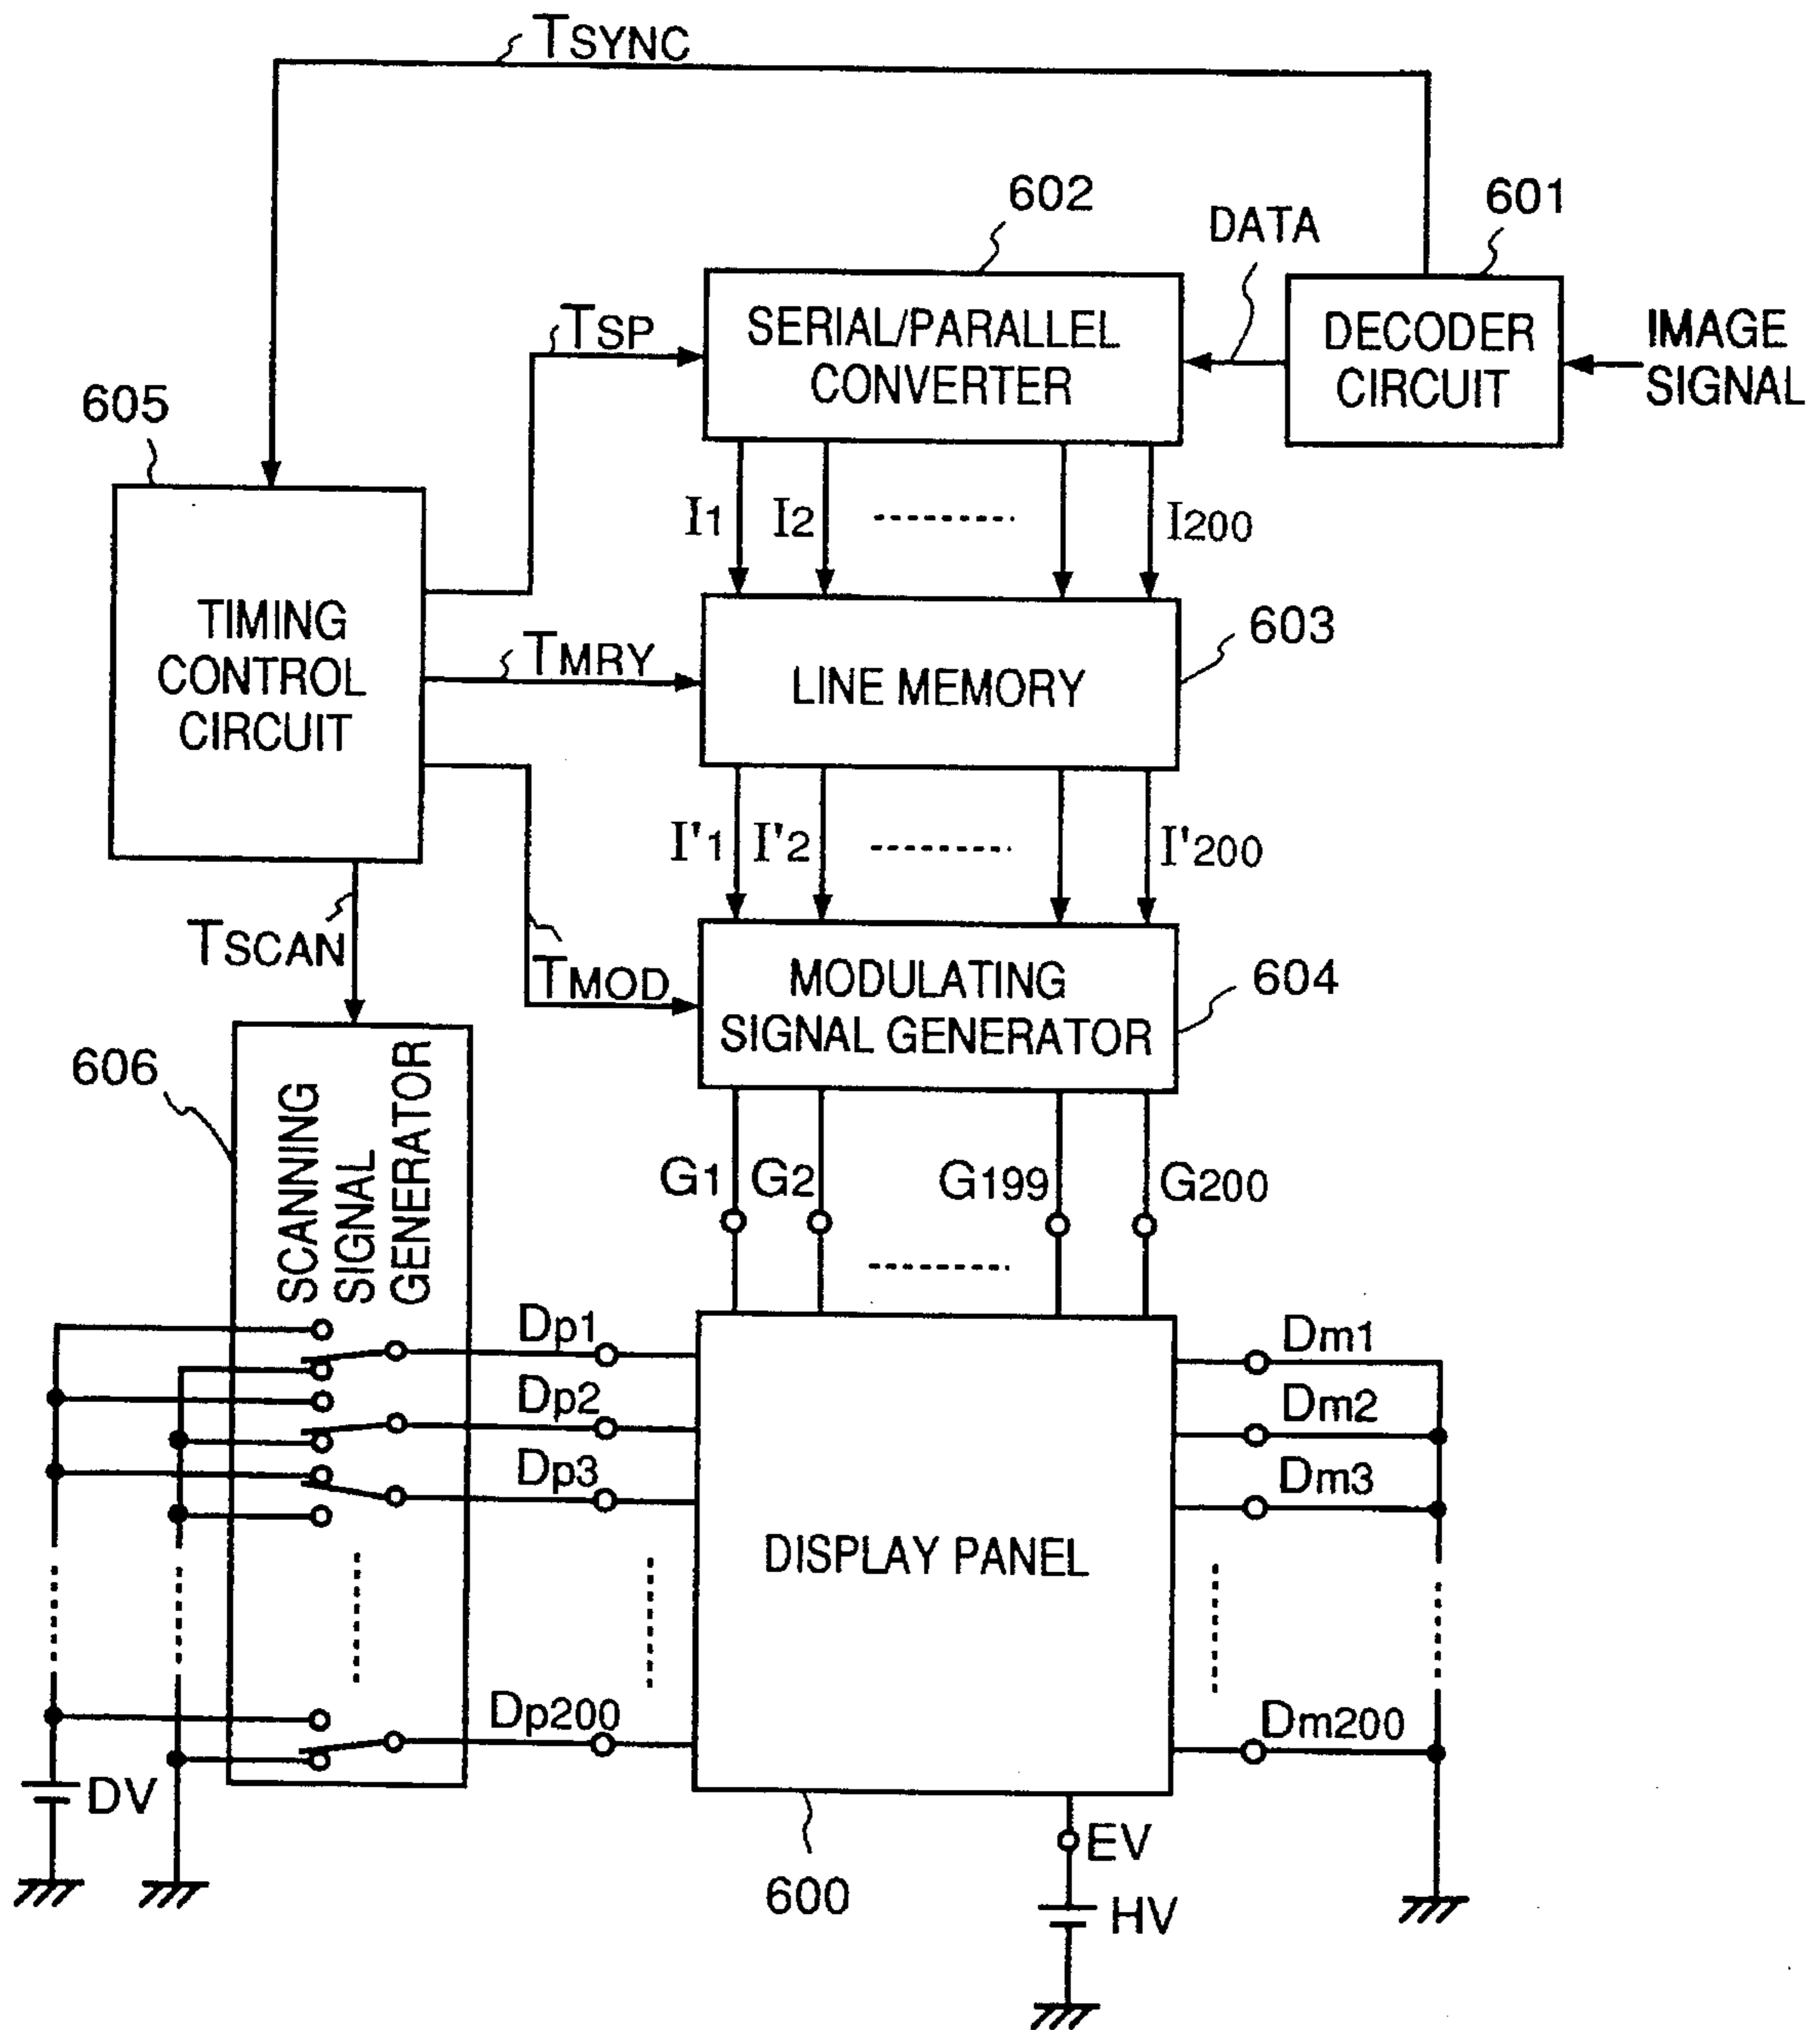 TSYNC
602
DATA
601
TSP
SERIAL/PARALLEL
CONVERTER
DECODER
CIRCUIT
IMAGE
SIGNAL
605
I1
I2
I200
TIMING
CONTROL
CIRCUIT
TMRY
LINE MEMORY
603
I'1
I'2
I'200
TSCAN
TMOD
MODULATING
SIGNAL GENERATOR
604
606
SCANNING
SIGNAL
GENERATOR
G1
G2
G199
G200
Dp1
Dm1
Dp2
Dm2
Dp3
Dm3
DISPLAY PANEL
Dp200
Dm200
DV
600
EV
HV